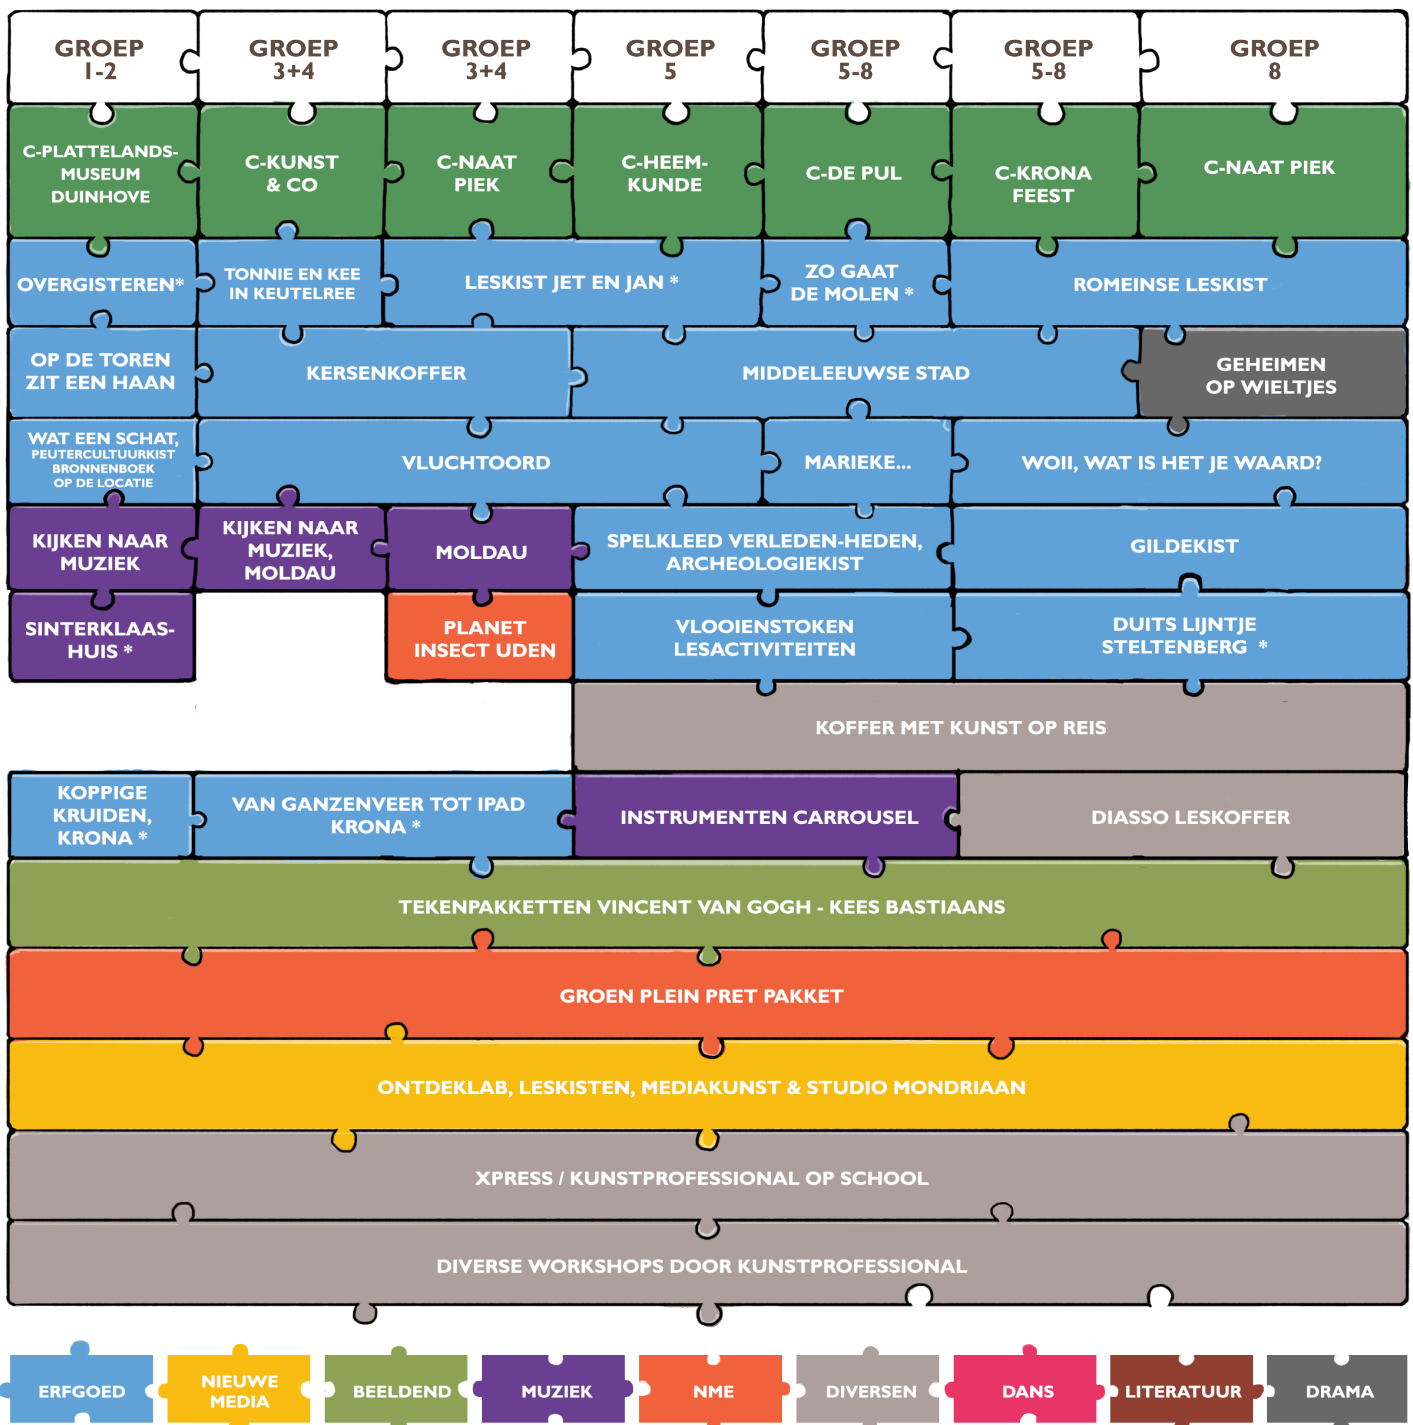 GROEP
1-2
GROEP
3+4
GROEP
3+4
GROEP
5
GROEP
5-8
GROEP
5-8
GROEP
8
C-PLATTELANDS-
MUSEUM
DUINHOVE
C-KUNST
& CO
C-NAAT
PIEK
C-HEEM-
KUNDE
C-DE PUL
C-KRONA
FEEST
C-NAAT PIEK
OVERGISTEREN*
TONNIE EN KEE
IN KEUTELREE
LESKIST JET EN JAN *
ZO GAAT
DE MOLEN *
ROMEINSE LESKIST
OP DE TOREN
ZIT EEN HAAN
KERSENKOFFER
MIDDELEEUWSE STAD
GEHEIMEN
OP WIELTJES
WAT EEN SCHAT,
PEUTERCULTUURKIST
BRONNENBOEK
OP DE LOCATIE
VLUCHTOORD
MARIEKE...
WOII, WAT IS HET JE WAARD?
KIJKEN NAAR
MUZIEK
KIJKEN NAAR
MUZIEK,
MOLDAU
MOLDAU
SPELKLEED VERLEDEN-HEDEN,
ARCHEOLOGIEKIST
GILDEKIST
SINTERKLAAS-
HUIS *
PLANET
INSECT UDEN
VLOOIENSTOKEN
LESACTIVITEITEN
DUITS LIJNTJE
STELTENBERG *
KOFFER MET KUNST OP REIS
KOPPIGE
KRUIDEN,
KRONA *
VAN GANZENVEER TOT IPAD
KRONA *
INSTRUMENTEN CARROUSEL
DIASSO LESKOFFER
TEKENPAKKETTEN VINCENT VAN GOGH - KEES BASTIAANS
GROEN PLEIN PRET PAKKET
ONTDEKLAB, LESKISTEN, MEDIAKUNST & STUDIO MONDRIAAN
XPRESS / KUNSTPROFESSIONAL OP SCHOOL
DIVERSE WORKSHOPS DOOR KUNSTPROFESSIONAL
ERFGOED
NIEUWE
MEDIA
BEELDEND
MUZIEK
NME
DIVERSEN
DANS
LITERATUUR
DRAMA